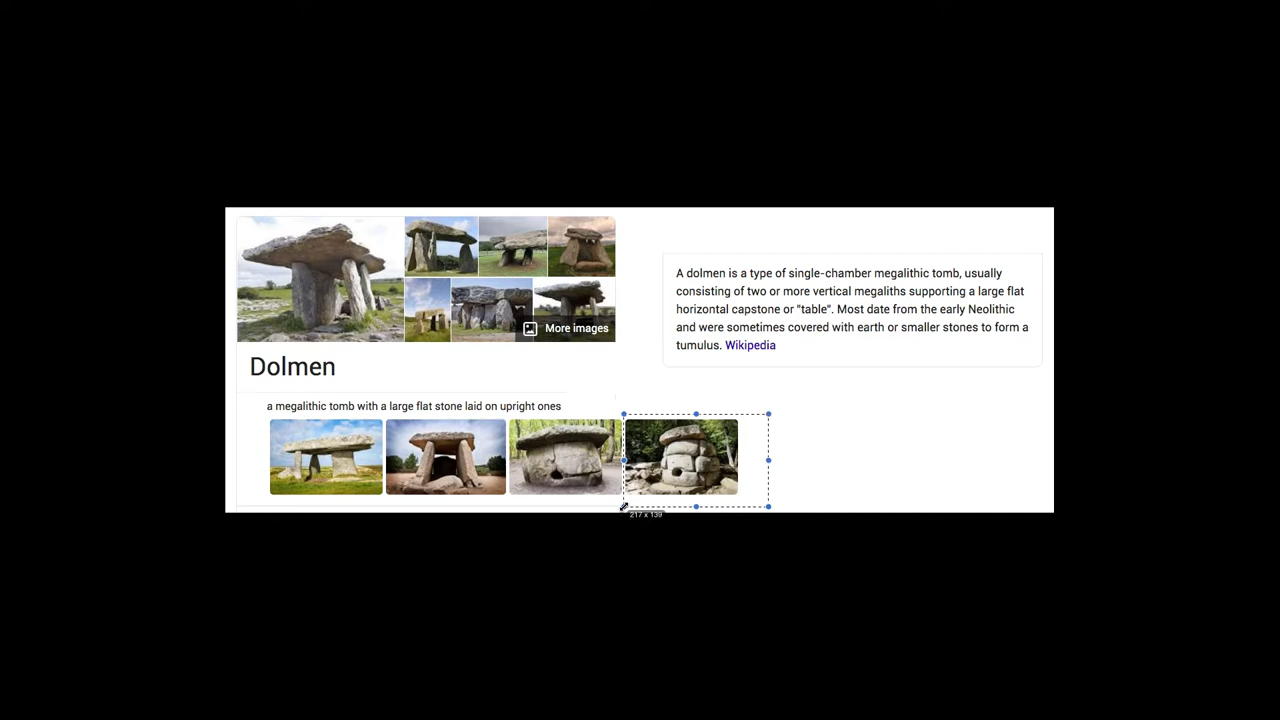 More images
Dolmen
a megalithic tomb with a large flat stone laid on upright ones
A dolmen is a type of single-chamber megalithic tomb, usually
consisting of two or more vertical megaliths supporting a large flat
horizontal capstone or "table". Most date from the early Neolithic
and were sometimes covered with earth or smaller stones to form a
tumulus. Wikipedia
217 x 139